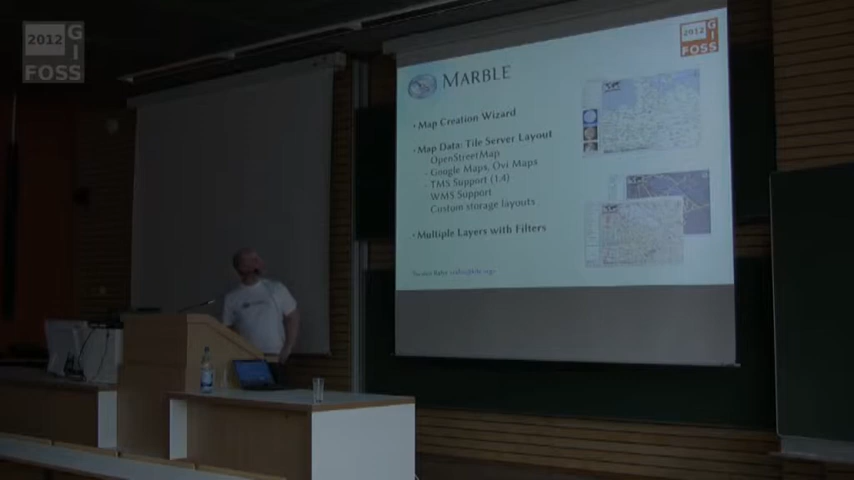 2012 G
I
FOSS
2012 G
I
FOSS
MARBLE
• Map Creation Wizard
• Map Data: Tile Server Layout
OpenStreetMap
- Google Maps, Ovi Maps
- TMS Support (1.4)
WMS Support
Custom storage layouts
• Multiple Layers with Filters